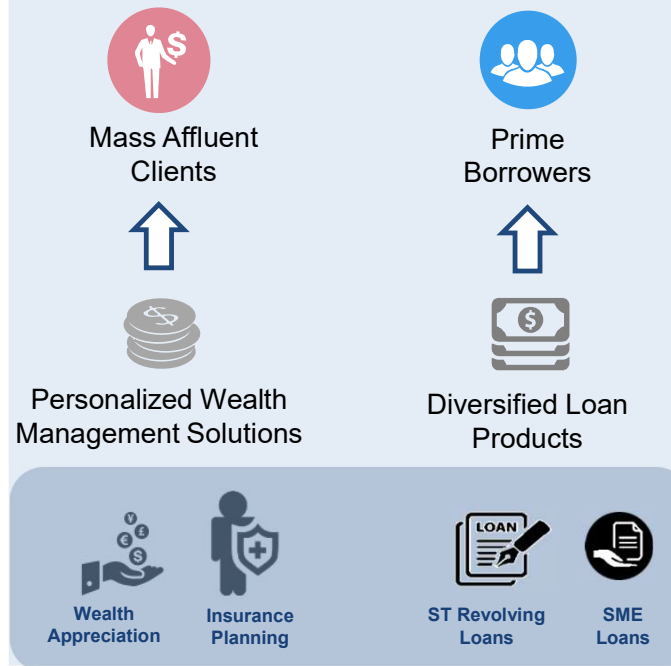 Mass Affluent
Clients
Prime
Borrowers
Personalized Wealth
Management Solutions
Diversified Loan
Products
LOAN
Wealth
Appreciation
Insurance
Planning
ST Revolving
Loans
SME
Loans